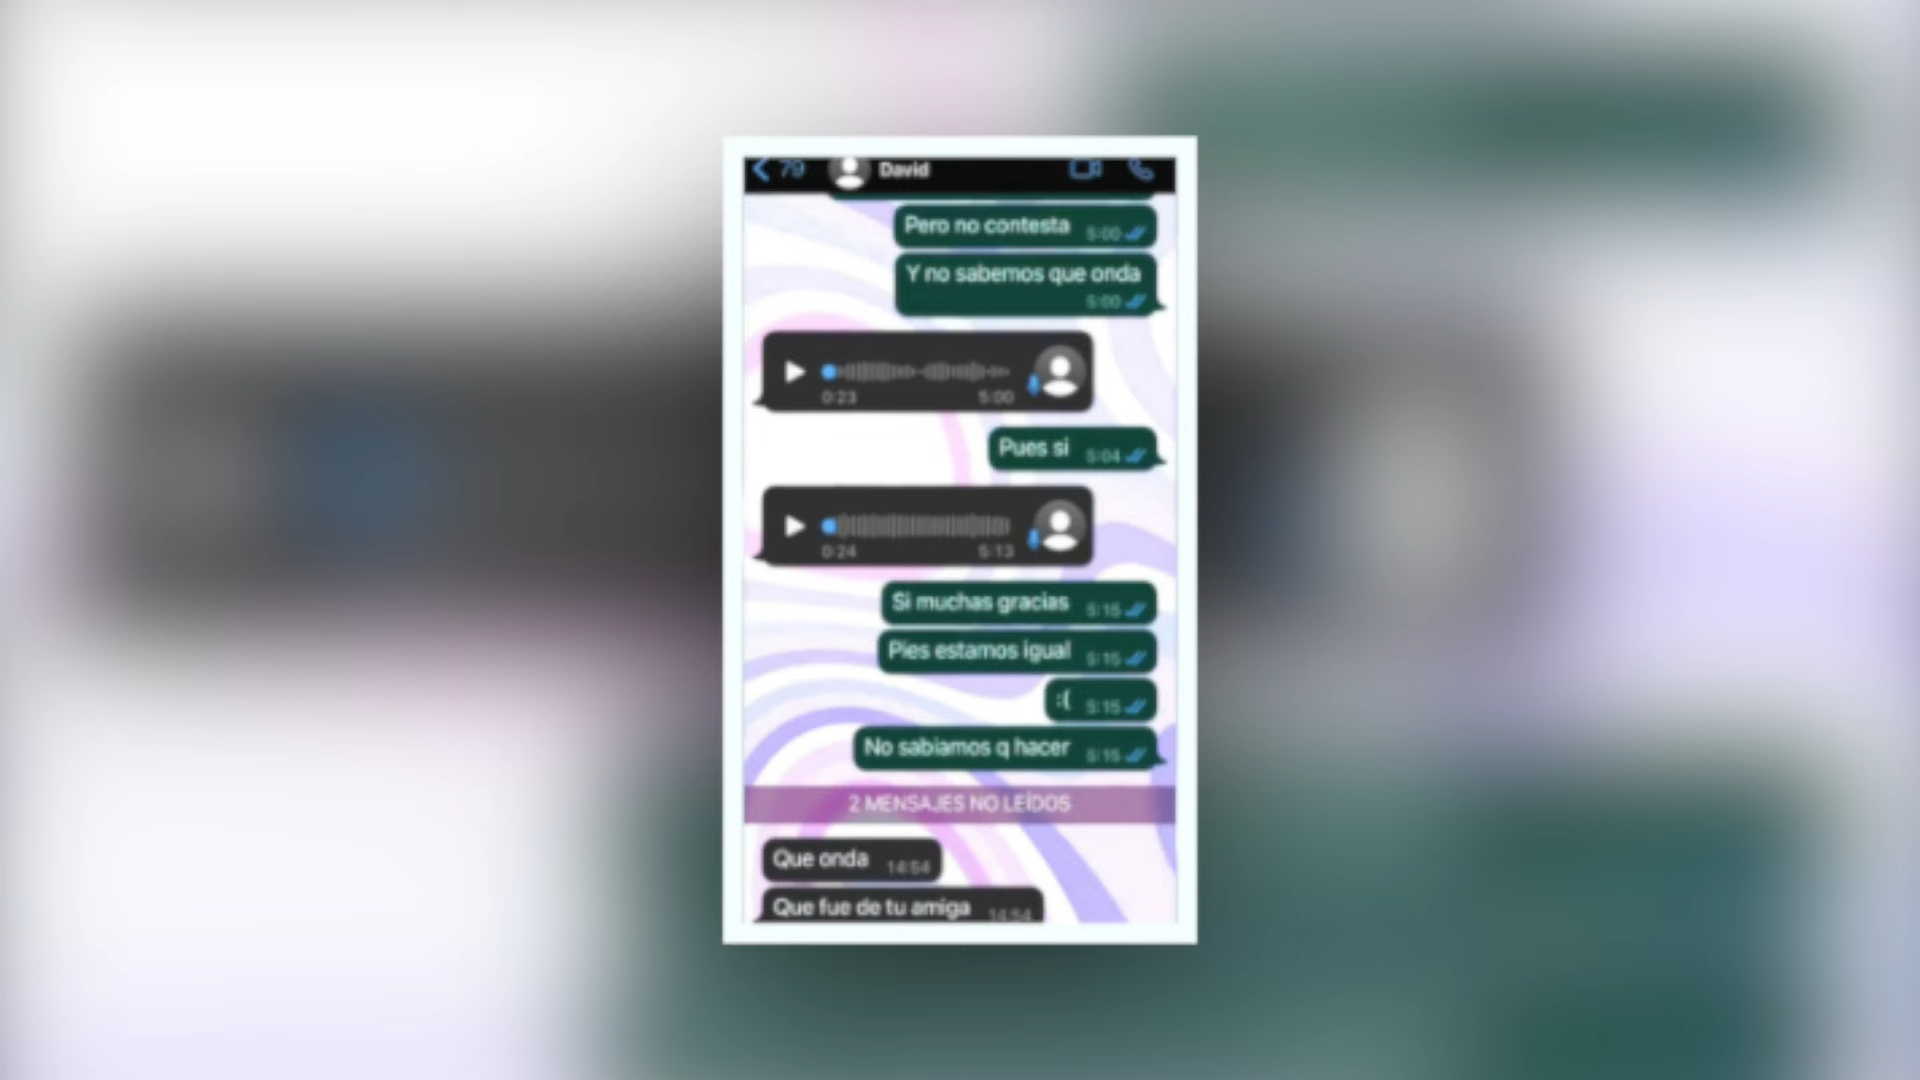 79 David
Pero no contesta 5:00
Y no sabemos que onda
5:00
0:23 5:00
Pues si 5:04
0:24 5:13
Si muchas gracias 5:15
Pies estamos igual 5:15
:( 5:15
No sabiamos q hacer 5:15
2 MENSAJES NO LEÍDOS
Que onda 14:54
Que fue de tu amiga 14:54